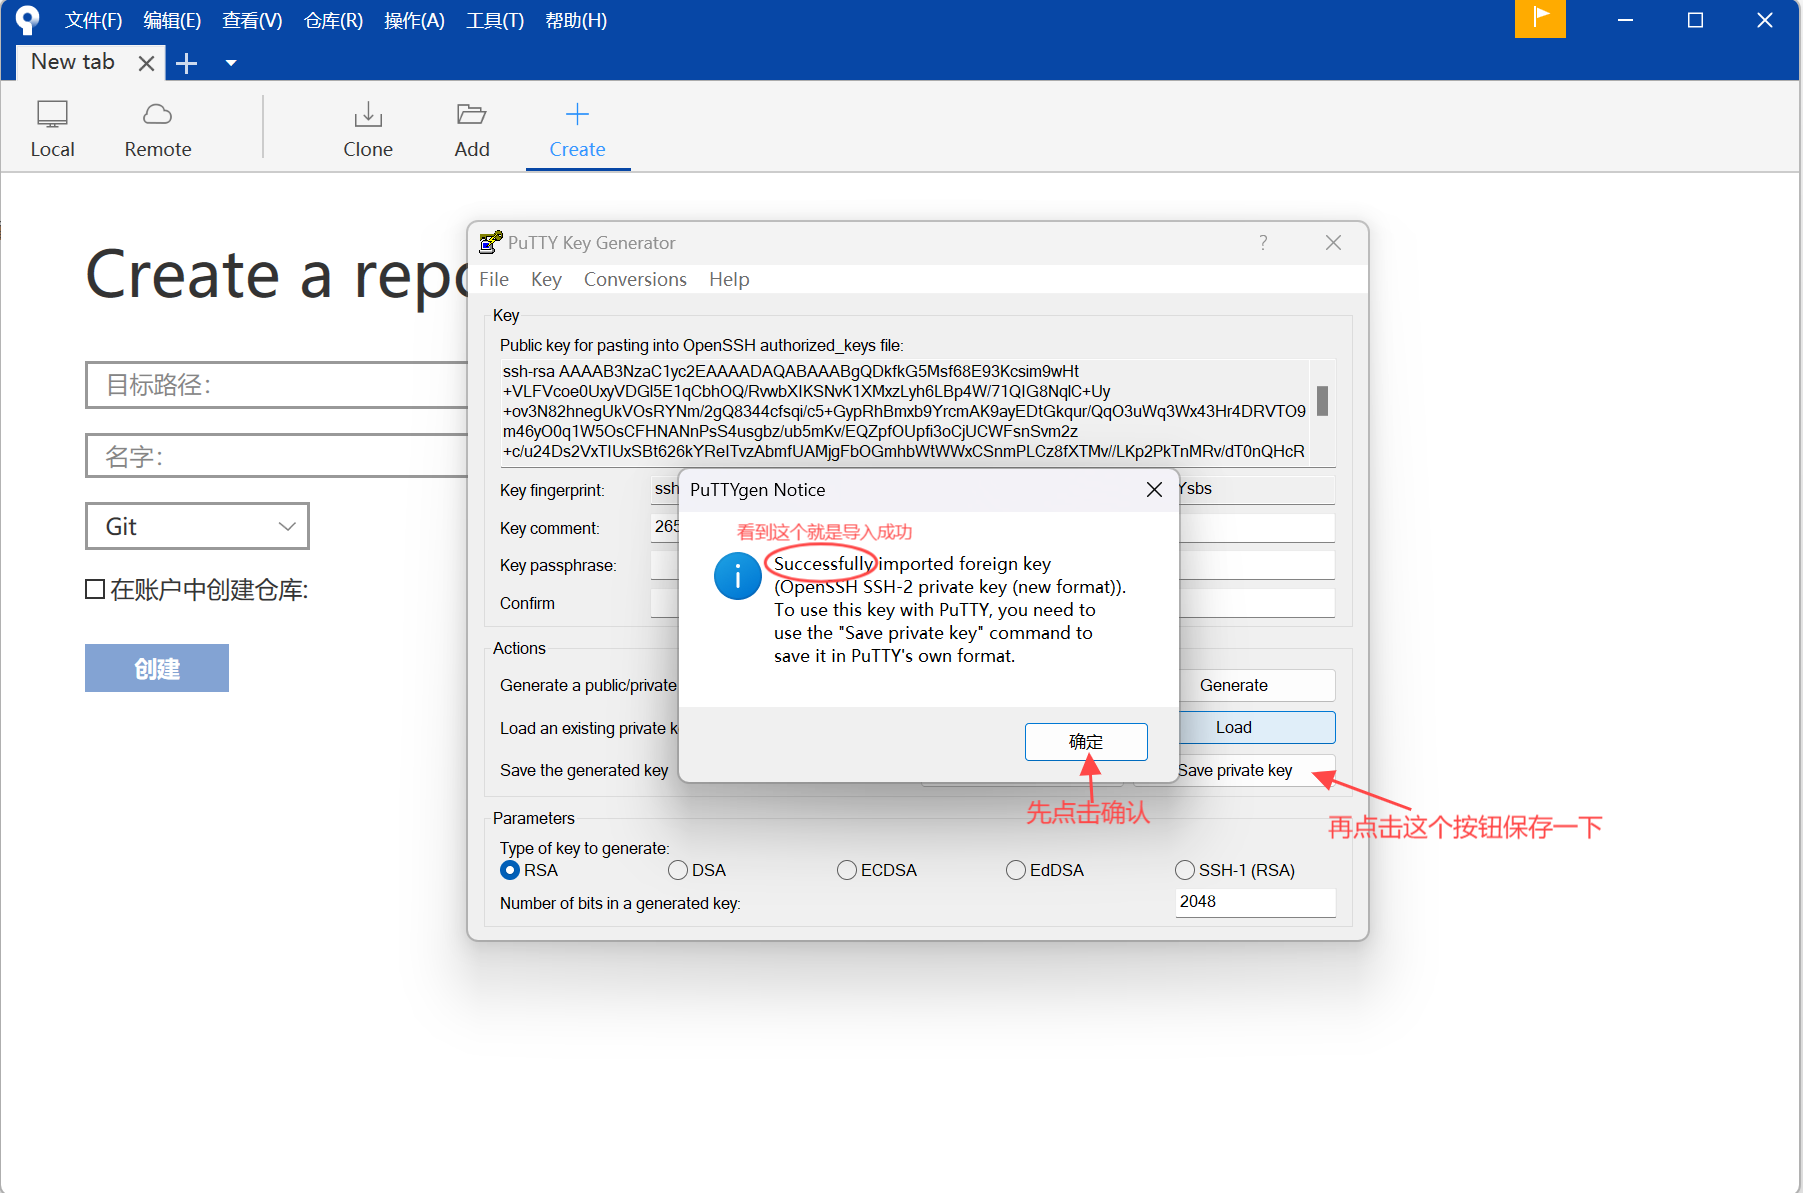 文件(F) 编辑(E) 查看(V) 仓库(R) 操作(A) 工具(T) 帮助(H)
New tab
Local Remote Clone Add Create
Create a repo
目标路径:
名字:
Git
在账户中创建仓库:
创建
PuTTY Key Generator ?
File Key Conversions Help
Key
Public key for pasting into OpenSSH authorized_keys file:
ssh-rsa AAAAB3NzaC1yc2EAAAADAQABAAABgQDkfkG5Msf68E93Kcsim9wHt
+VLFVcoe0UxyVDGl5E1qCbhOQ/RvwbXIKSNvK1XMxzLyh6LBp4W/71QIG8NqlC+Uy
+ov3N82hnegUkVOsRYNm/2gQ8344cfsqi/c5+GypRhBmxb9YrcmAK9ayEDtGkqur/QqO3uWq3Wx43Hr4DRVTO9
m46yO0q1W5OsCFHNANnPsS4usgbz/ub5mKv/EQZpfOUpfi3oCjUCWFsnSvm2z
+c/u24Ds2VxTIUxSBt626kYReITvzAbmfUAMjgFbOGmhbWtWWxCSnmPLCz8fXTMv//LKp2PkTnMRv/dT0nQHcR
Key fingerprint: ssh Ysbs
Key comment: 265
Key passphrase:
Confirm
PuTTYgen Notice
看到这个就是导入成功
Successfully imported foreign key
(OpenSSH SSH-2 private key (new format)).
To use this key with PuTTY, you need to
use the "Save private key" command to
save it in PuTTY's own format.
确定
先点击确认
Actions
Generate a public/private Generate
Load an existing private k Load
Save the generated key Save private key
再点击这个按钮保存一下
Parameters
Type of key to generate:
RSA DSA ECDSA EdDSA SSH-1 (RSA)
Number of bits in a generated key: 2048